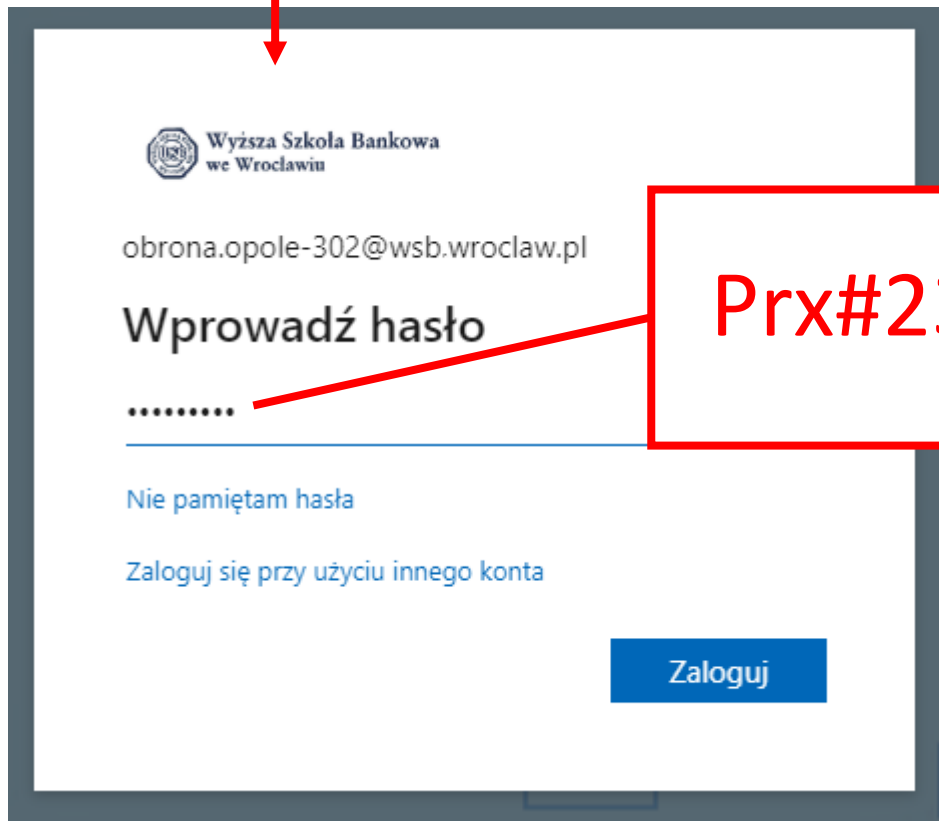 Wyższa Szkoła Bankowa
we Wrocławiu
obrona.opole-302@wsb.wroclaw.pl
Wprowadź hasło
•••••••••
Prx#23
Nie pamiętam hasła
Zaloguj się przy użyciu innego konta
Zaloguj